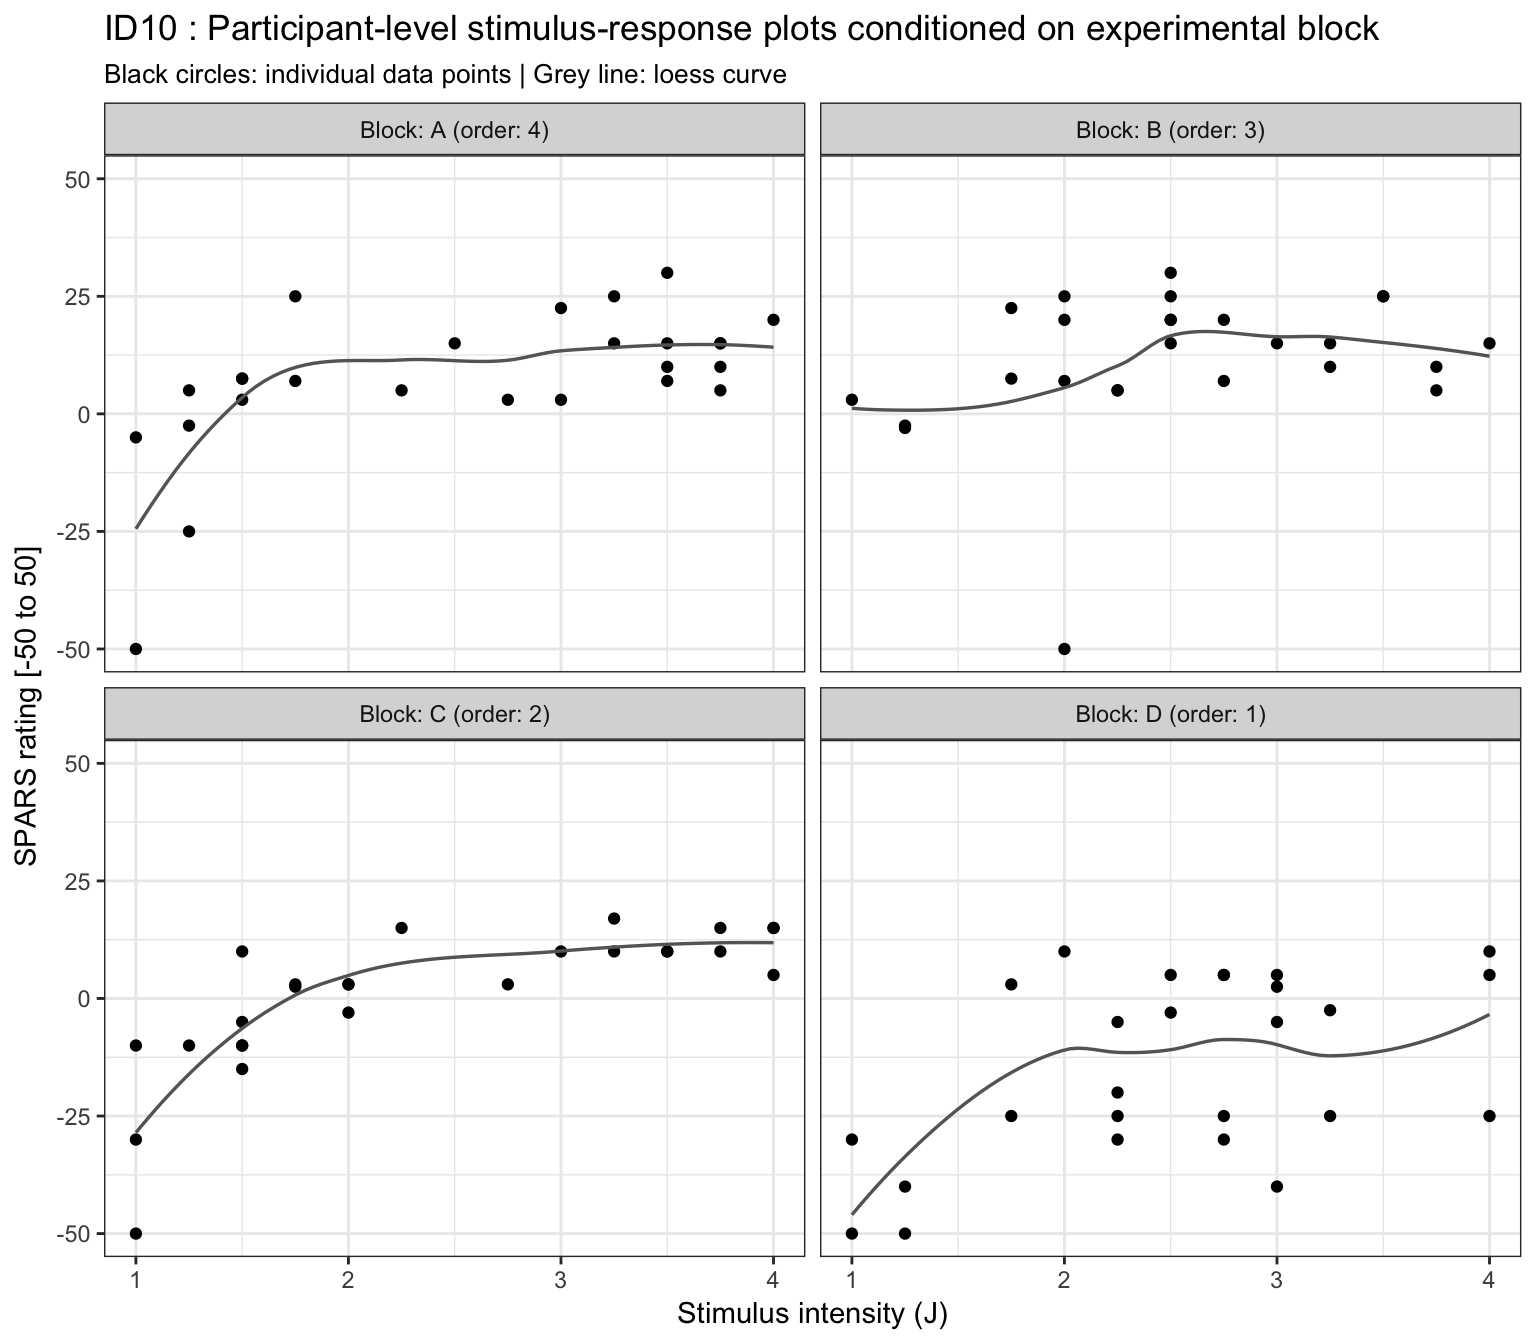 ID10 : Participant-level stimulus-response plots conditioned on experimental block
Black circles: individual data points | Grey line: loess curve
Block: A (order: 4)
Block: B (order: 3)
50
25
0
-25
-50
SPARS rating [-50 to 50]
Block: C (order: 2)
Block: D (order: 1)
50
25
0
-25
-50
1 2 3 4
1 2 3 4
Stimulus intensity (J)